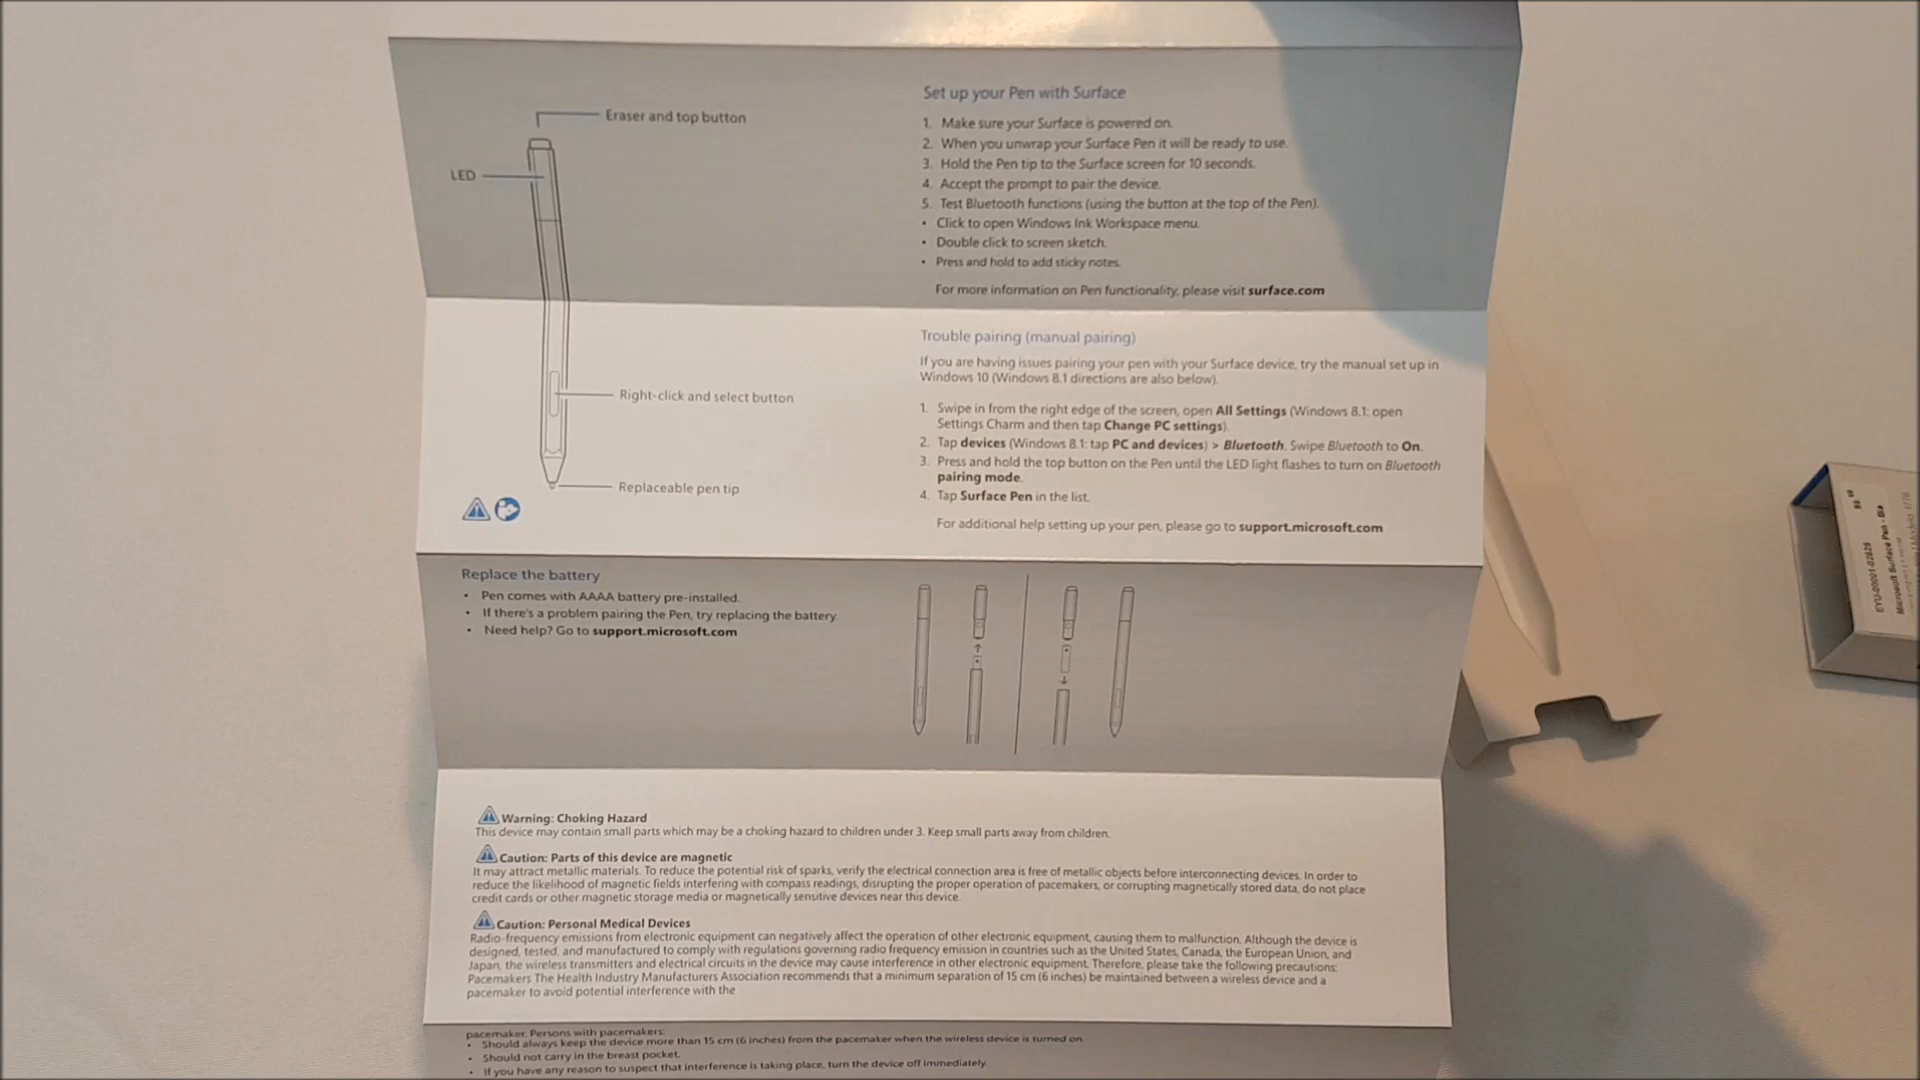 Eraser and top button
LED
Right-click and select button
Replaceable pen tip
Set up your Pen with Surface
1. Make sure your Surface is powered on.
2. When you unwrap your Surface Pen it will be ready to use.
3. Hold the Pen tip to the Surface screen for 10 seconds.
4. Accept the prompt to pair the device.
5. Test Bluetooth functions (using the button at the top of the Pen).
• Click to open Windows Ink Workspace menu.
• Double click to screen sketch.
• Press and hold to add sticky notes.
For more information on Pen functionality, please visit surface.com
Trouble pairing (manual pairing)
If you are having issues pairing your pen with your Surface device, try the manual set up in
Windows 10 (Windows 8.1 directions are also below).
1. Swipe in from the right edge of the screen, open All Settings (Windows 8.1: open
Settings Charm and then tap Change PC settings).
2. Tap devices (Windows 8.1: tap PC and devices) > Bluetooth. Swipe Bluetooth to On.
3. Press and hold the top button on the Pen until the LED light flashes to turn on Bluetooth
pairing mode.
4. Tap Surface Pen in the list.
For additional help setting up your pen, please go to support.microsoft.com
Replace the battery
• Pen comes with AAAA battery pre-installed.
• If there's a problem pairing the Pen, try replacing the battery.
• Need help? Go to support.microsoft.com
Warning: Choking Hazard
This device may contain small parts which may be a choking hazard to children under 3. Keep small parts away from children.
Caution: Parts of this device are magnetic
It may attract metallic materials. To reduce the potential risk of sparks, verify the electrical connection area is free of metallic objects before interconnecting devices. In order to
reduce the likelihood of magnetic fields interfering with compass readings, disrupting the proper operation of pacemakers, or corrupting magnetically stored data, do not place
credit cards or other magnetic storage media or magnetically sensitive devices near this device.
Caution: Personal Medical Devices
Radio-frequency emissions from electronic equipment can negatively affect the operation of other electronic equipment, causing them to malfunction. Although the device is
designed, tested, and manufactured to comply with regulations governing radio frequency emission in countries such as the United States, Canada, the European Union, and
Japan, the wireless transmitters and electrical circuits in the device may cause interference in other electronic equipment. Therefore, please take the following precautions:
Pacemakers The Health Industry Manufacturers Association recommends that a minimum separation of 15 cm (6 inches) be maintained between a wireless device and a
pacemaker to avoid potential interference with the
pacemaker. Persons with pacemakers:
• Should always keep the device more than 15 cm (6 inches) from the pacemaker when the wireless device is turned on.
• Should not carry in the breast pocket.
• If you have any reason to suspect that interference is taking place, turn the device off immediately.
EYU-00001-02825
Microsoft Surface Pen - Bla